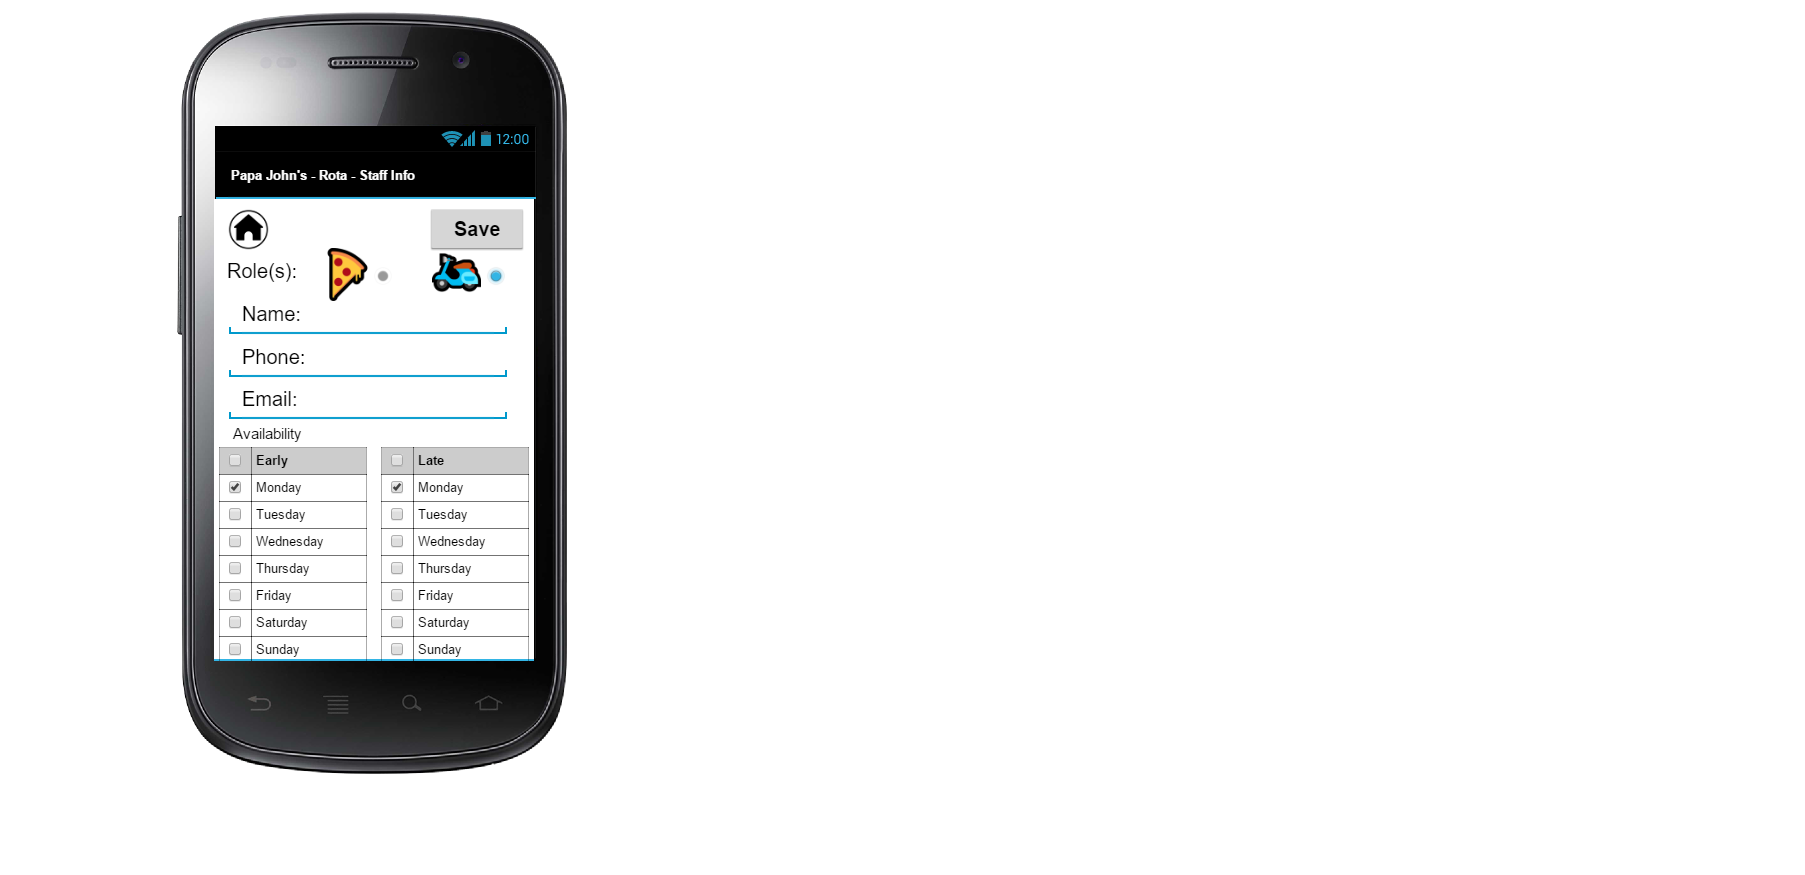 12:00
Papa John's - Rota - Staff Info
Save
Role(s):
Name:
Phone:
Email:
Availability
Early Late
Monday Monday
Tuesday Tuesday
Wednesday Wednesday
Thursday Thursday
Friday Friday
Saturday Saturday
Sunday Sunday